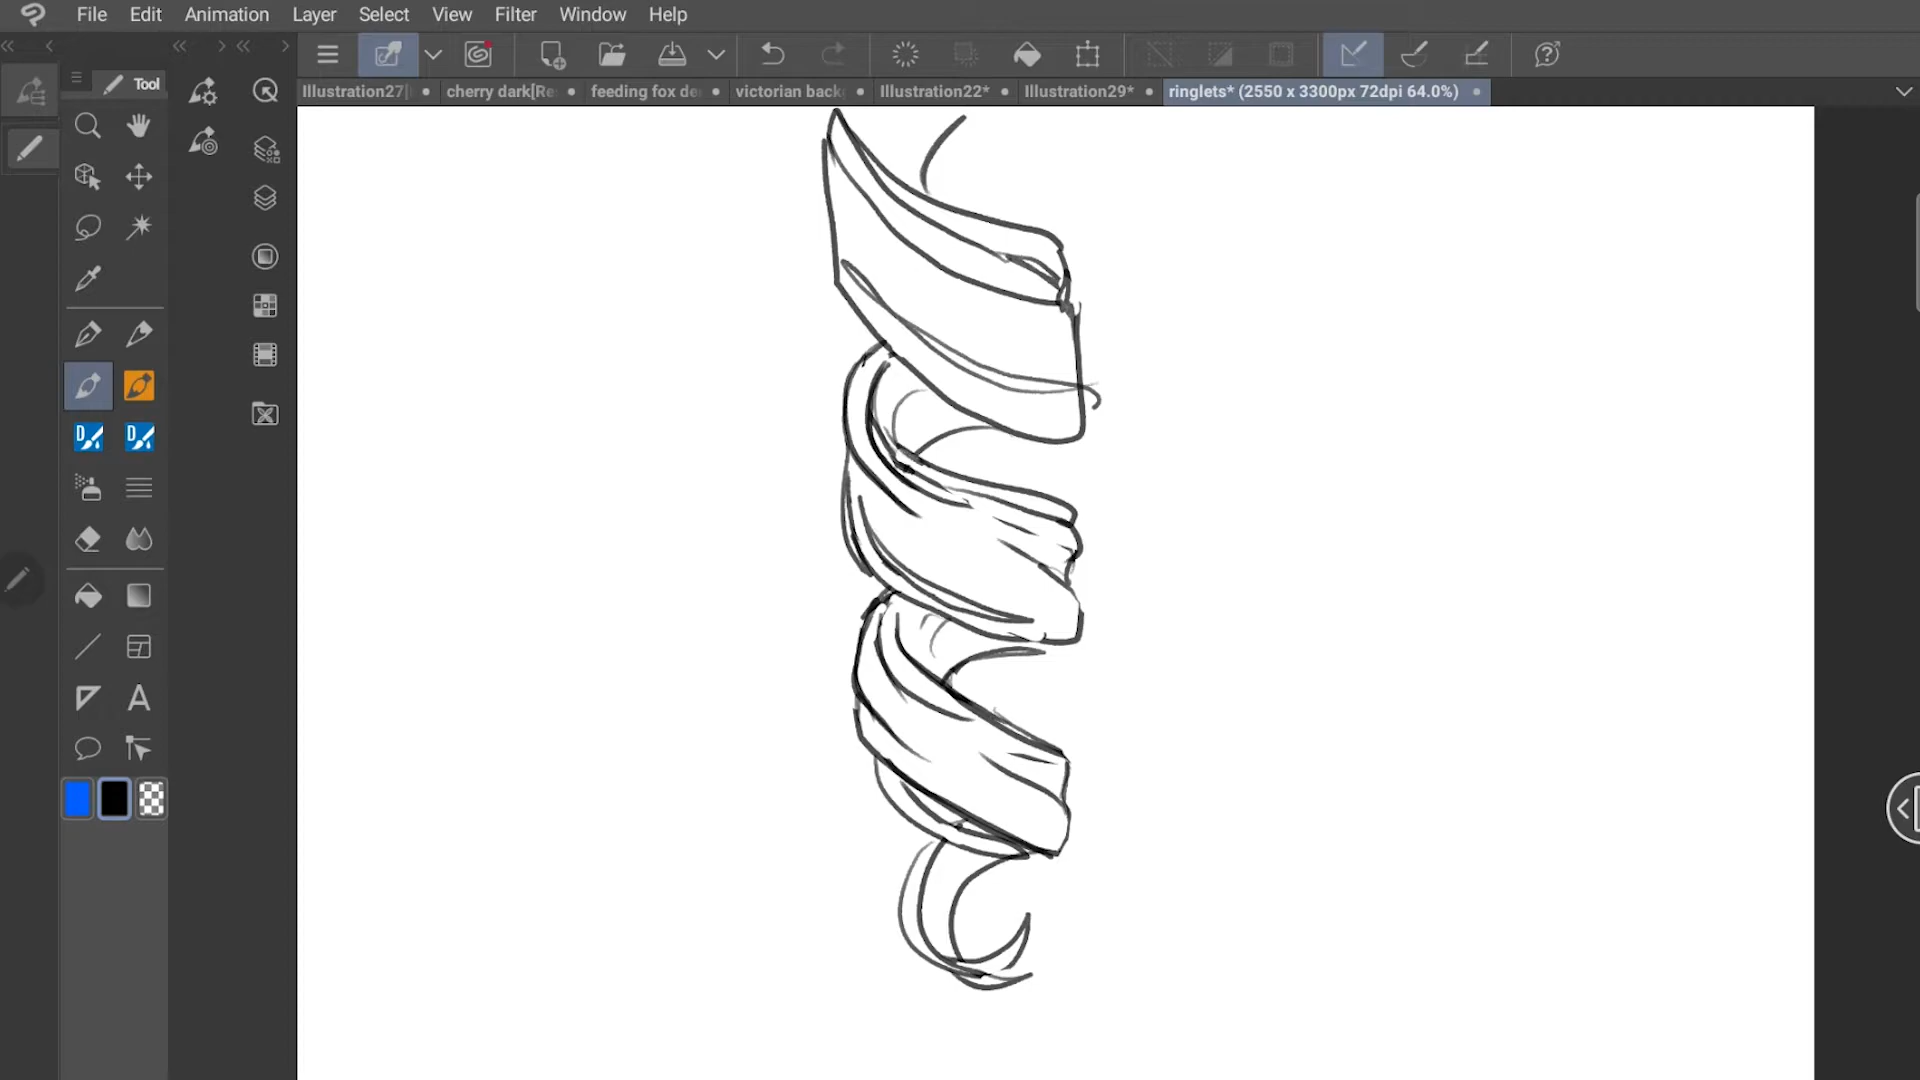 File Edit Animation Layer Select View Filter Window Help
Tool
Illustration27[ cherry dark[Re feeding fox de victorian back Illustration22* Illustration29* ringlets* (2550 x 3300px 72dpi 64.0%)
D D
A